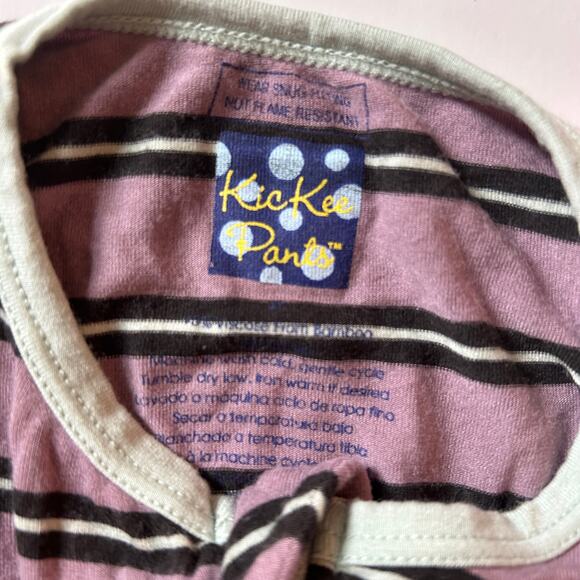 WEAR SNUG-FITTING
NOT FLAME RESISTANT
KicKee
Pants™
Viscose From Bamboo
wash cold, gentle cycle
Tumble dry low, iron warm if desired
Lavado a máquina ciclo de ropa fina
Secar a temperatura baja
Planchado a temperatura tibia
à la machine cycle